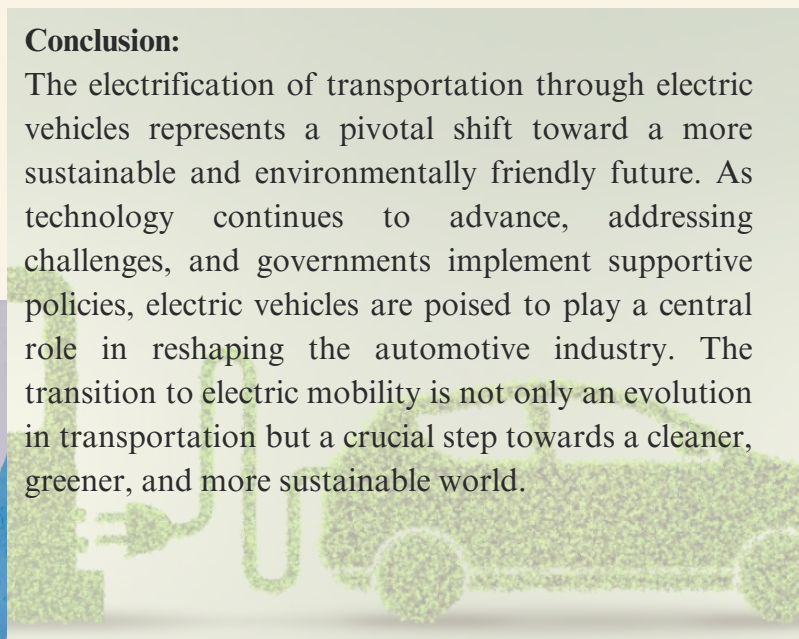 Conclusion:
The electrification of transportation through electric
vehicles represents a pivotal shift toward a more
sustainable and environmentally friendly future. As
technology continues to advance, addressing
challenges, and governments implement supportive
policies, electric vehicles are poised to play a central
role in reshaping the automotive industry. The
transition to electric mobility is not only an evolution
in transportation but a crucial step towards a cleaner,
greener, and more sustainable world.